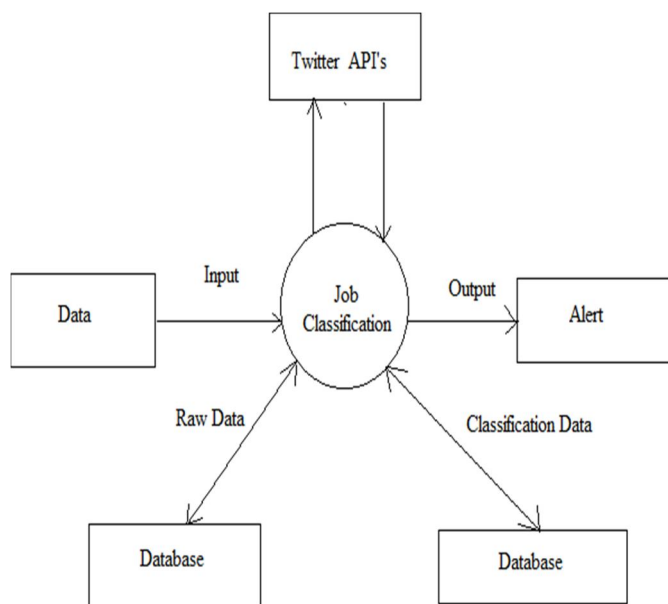 Twitter API's
Input
Output
Data
Job
Classification
Alert
Raw Data
Classification Data
Database
Database